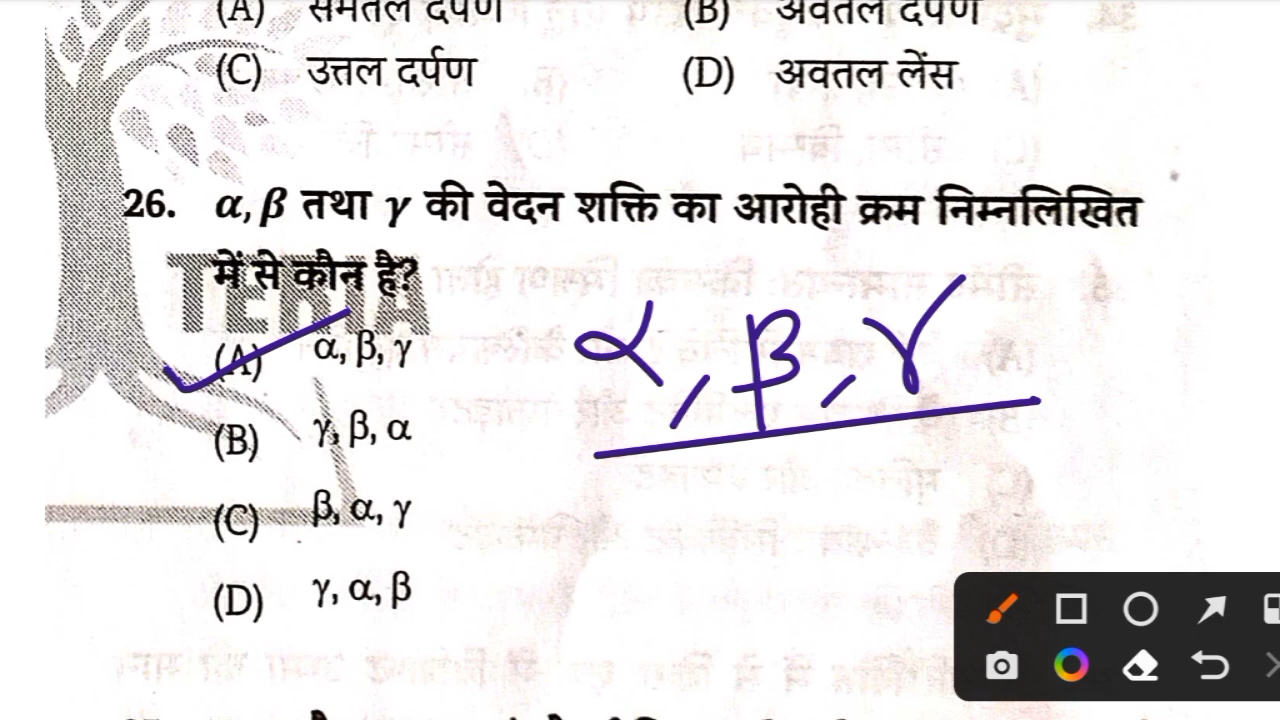 (A) समतल दर्पण (B) अवतल दर्पण
(C) उत्तल दर्पण (D) अवतल लेंस
26. α, β तथा γ की वेदन शक्ति का आरोही क्रम निम्नलिखित
में से कौन है?
(A) α, β, γ
α, β, γ
(B) γ, β, α
(C) β, α, γ
(D) γ, α, β